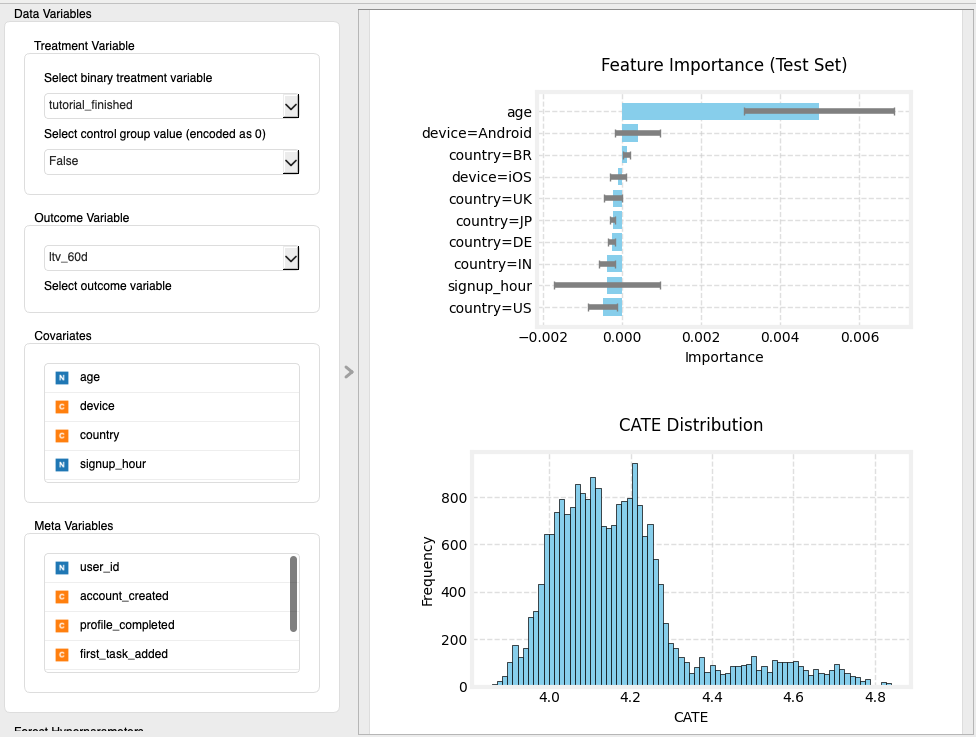 Data Variables
Treatment Variable
Select binary treatment variable
tutorial_finished
Select control group value (encoded as 0)
False
Outcome Variable
ltv_60d
Select outcome variable
Covariates
N age
C device
C country
N signup_hour
Meta Variables
N user_id
C account_created
C profile_completed
C first_task_added
Forest Hyperparameters
Feature Importance (Test Set)
age
device=Android
country=BR
device=iOS
country=UK
country=JP
country=DE
country=IN
signup_hour
country=US
−0.002 0.000 0.002 0.004 0.006
Importance
CATE Distribution
800
600
400
200
0
Frequency
4.0 4.2 4.4 4.6 4.8
CATE